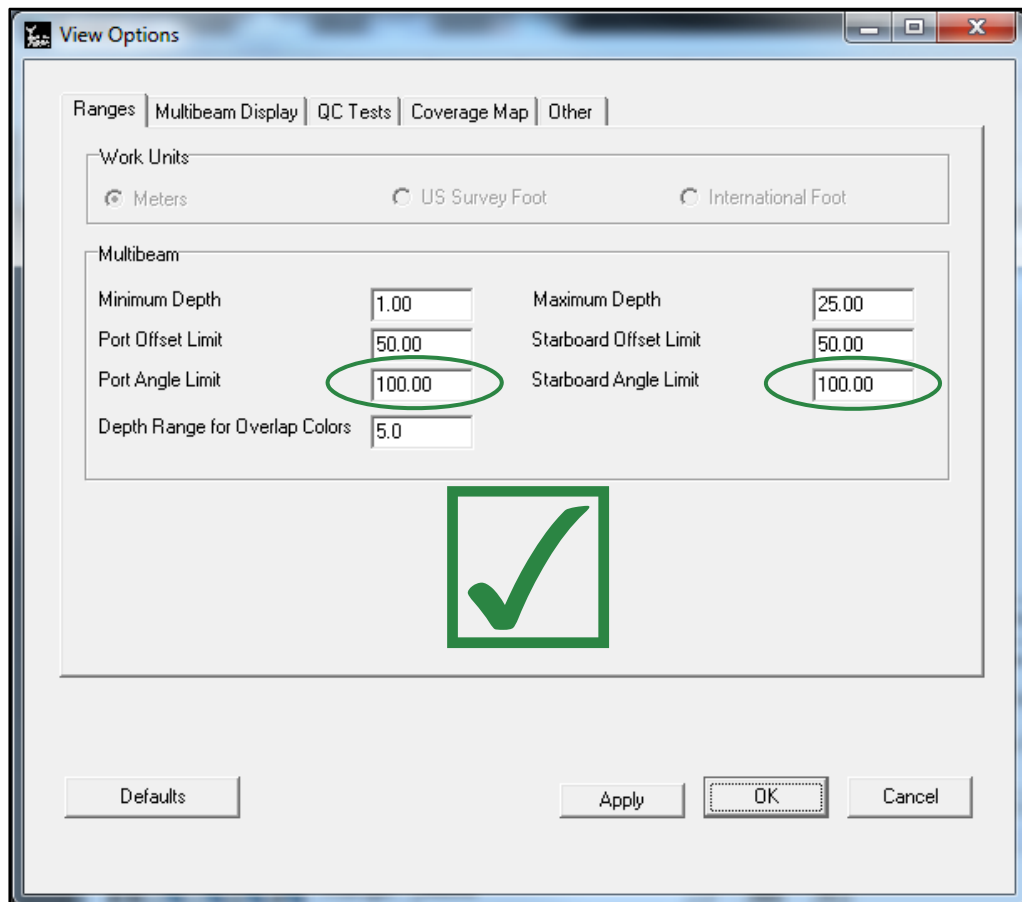 View Options
Ranges Multibeam Display QC Tests Coverage Map Other
Work Units
Meters US Survey Foot International Foot
Multibeam
Minimum Depth 1.00 Maximum Depth 25.00
Port Offset Limit 50.00 Starboard Offset Limit 50.00
Port Angle Limit 100.00 Starboard Angle Limit 100.00
Depth Range for Overlap Colors 5.0
Defaults Apply OK Cancel